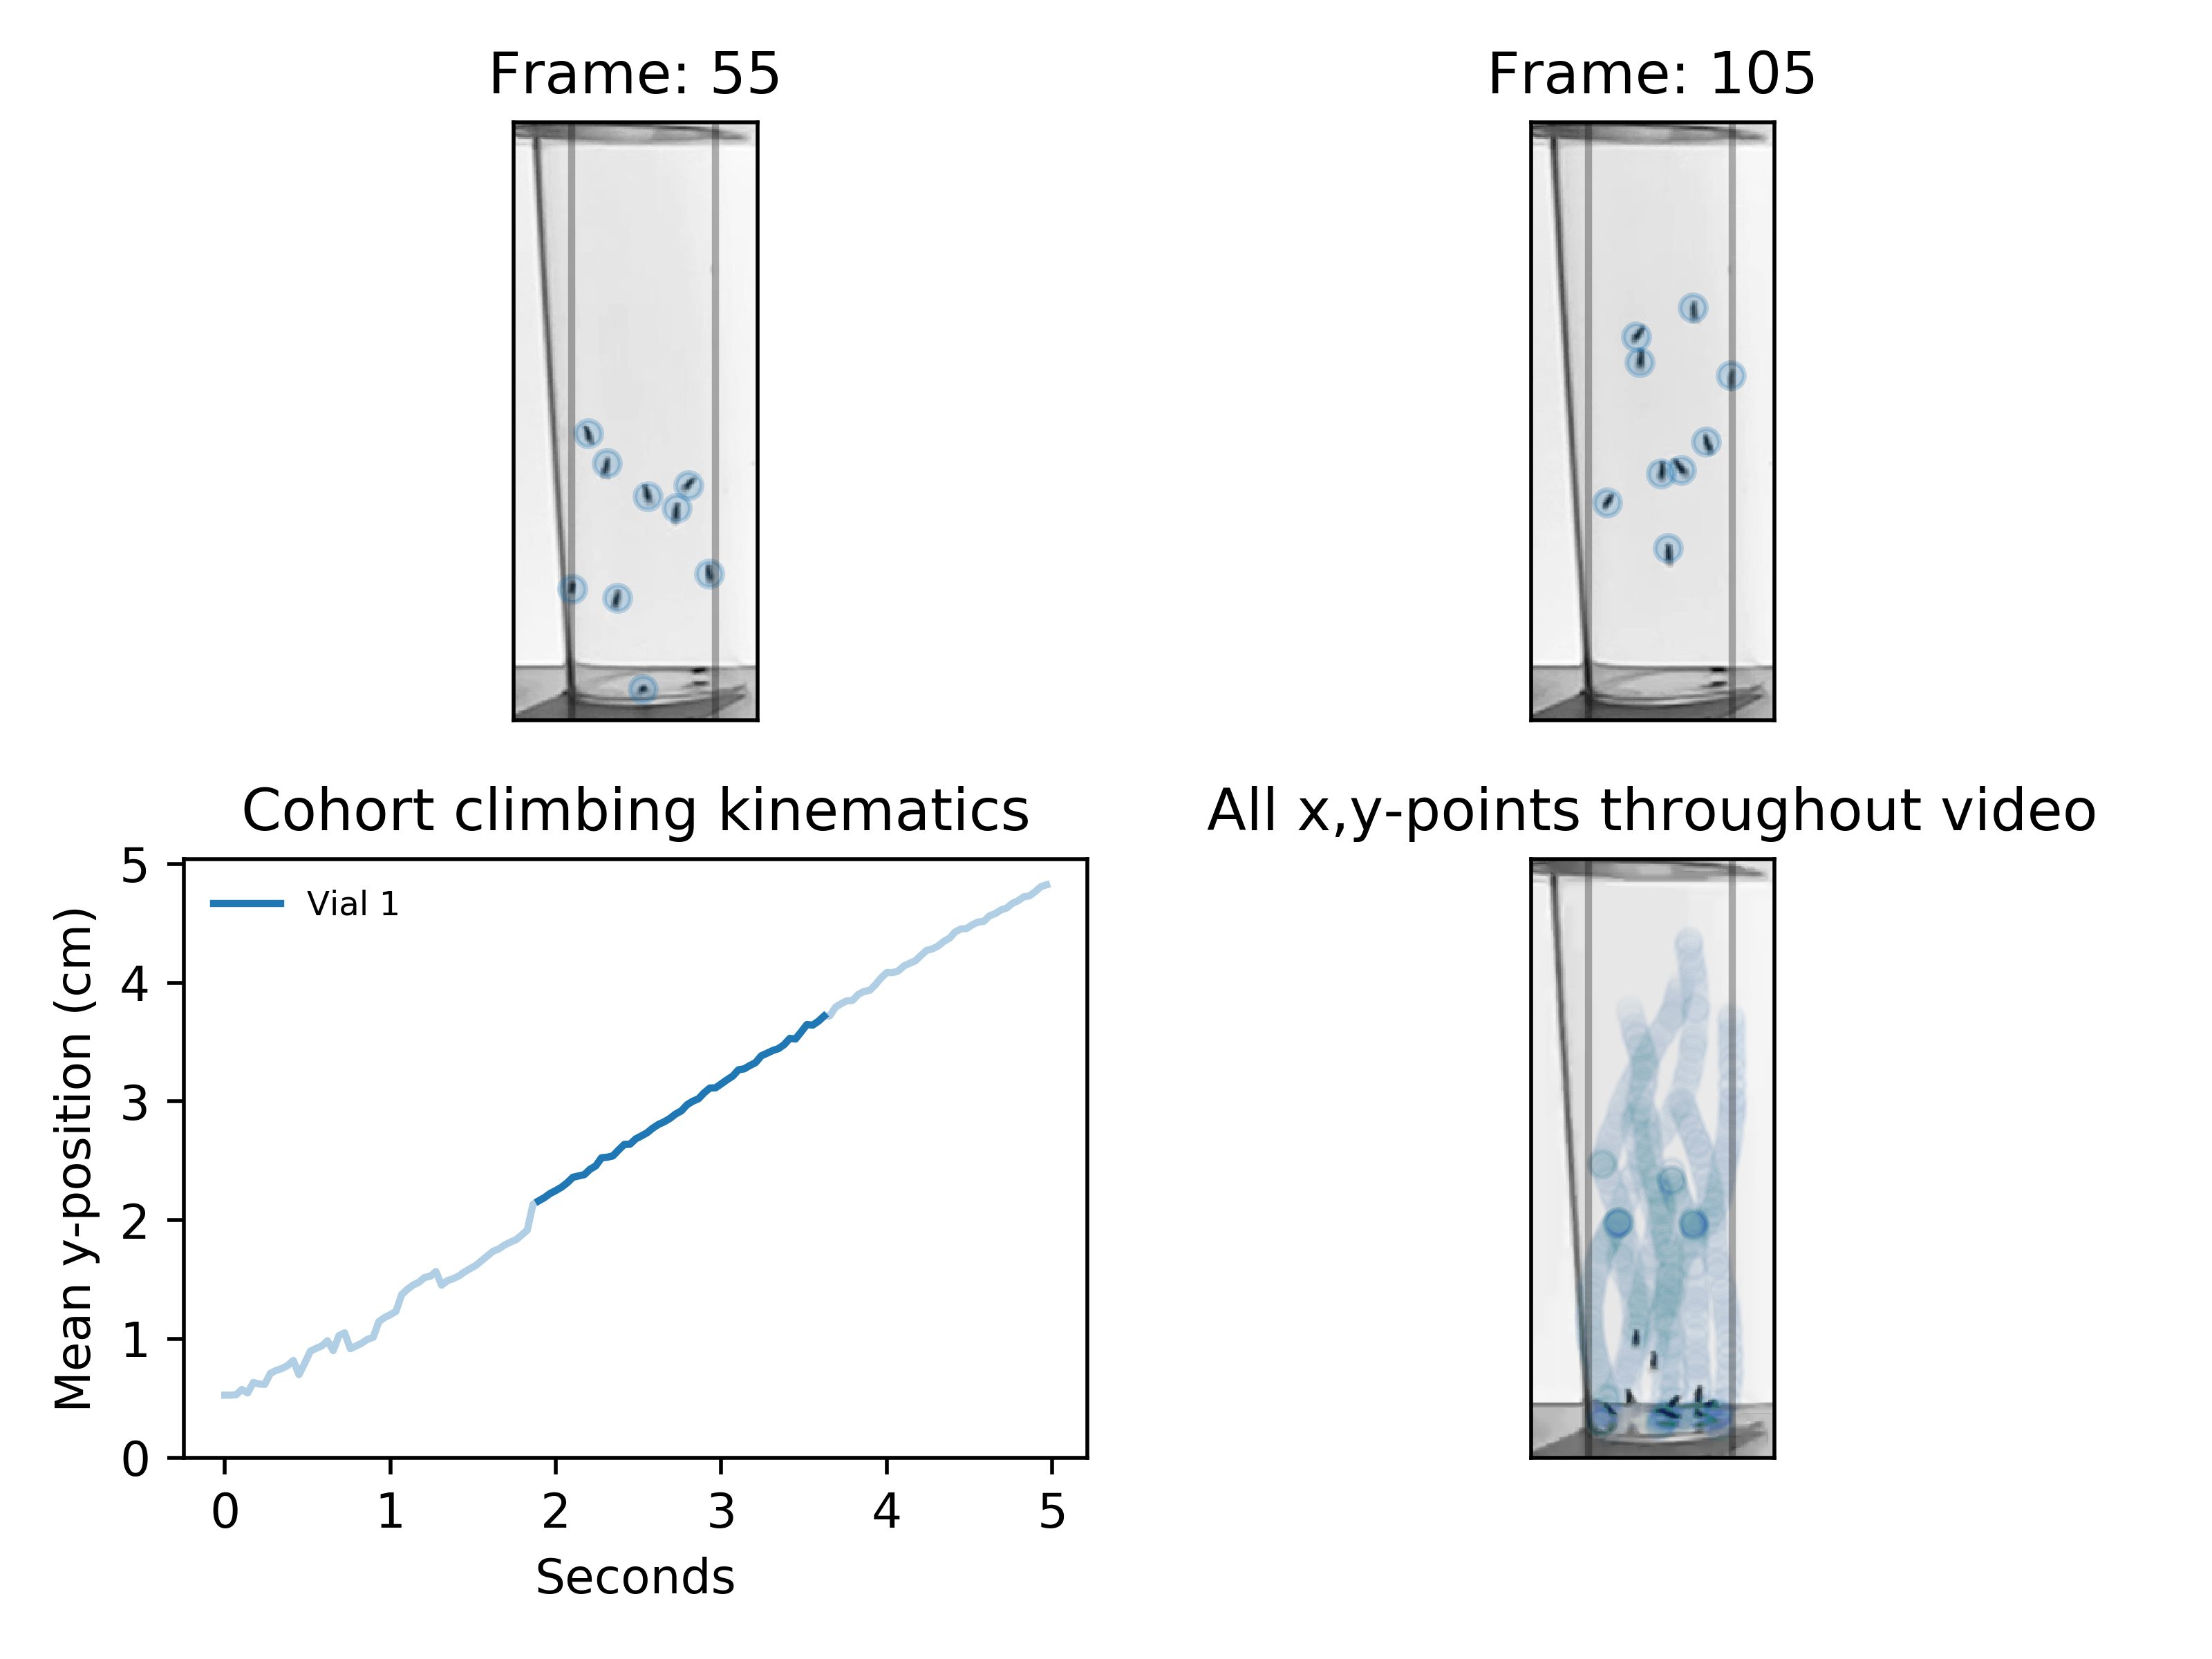 Frame: 55
Frame: 105
Cohort climbing kinematics
Mean y-position (cm)
5
4
3
2
1
0
Vial 1
0 1 2 3 4 5
Seconds
All x,y-points throughout video